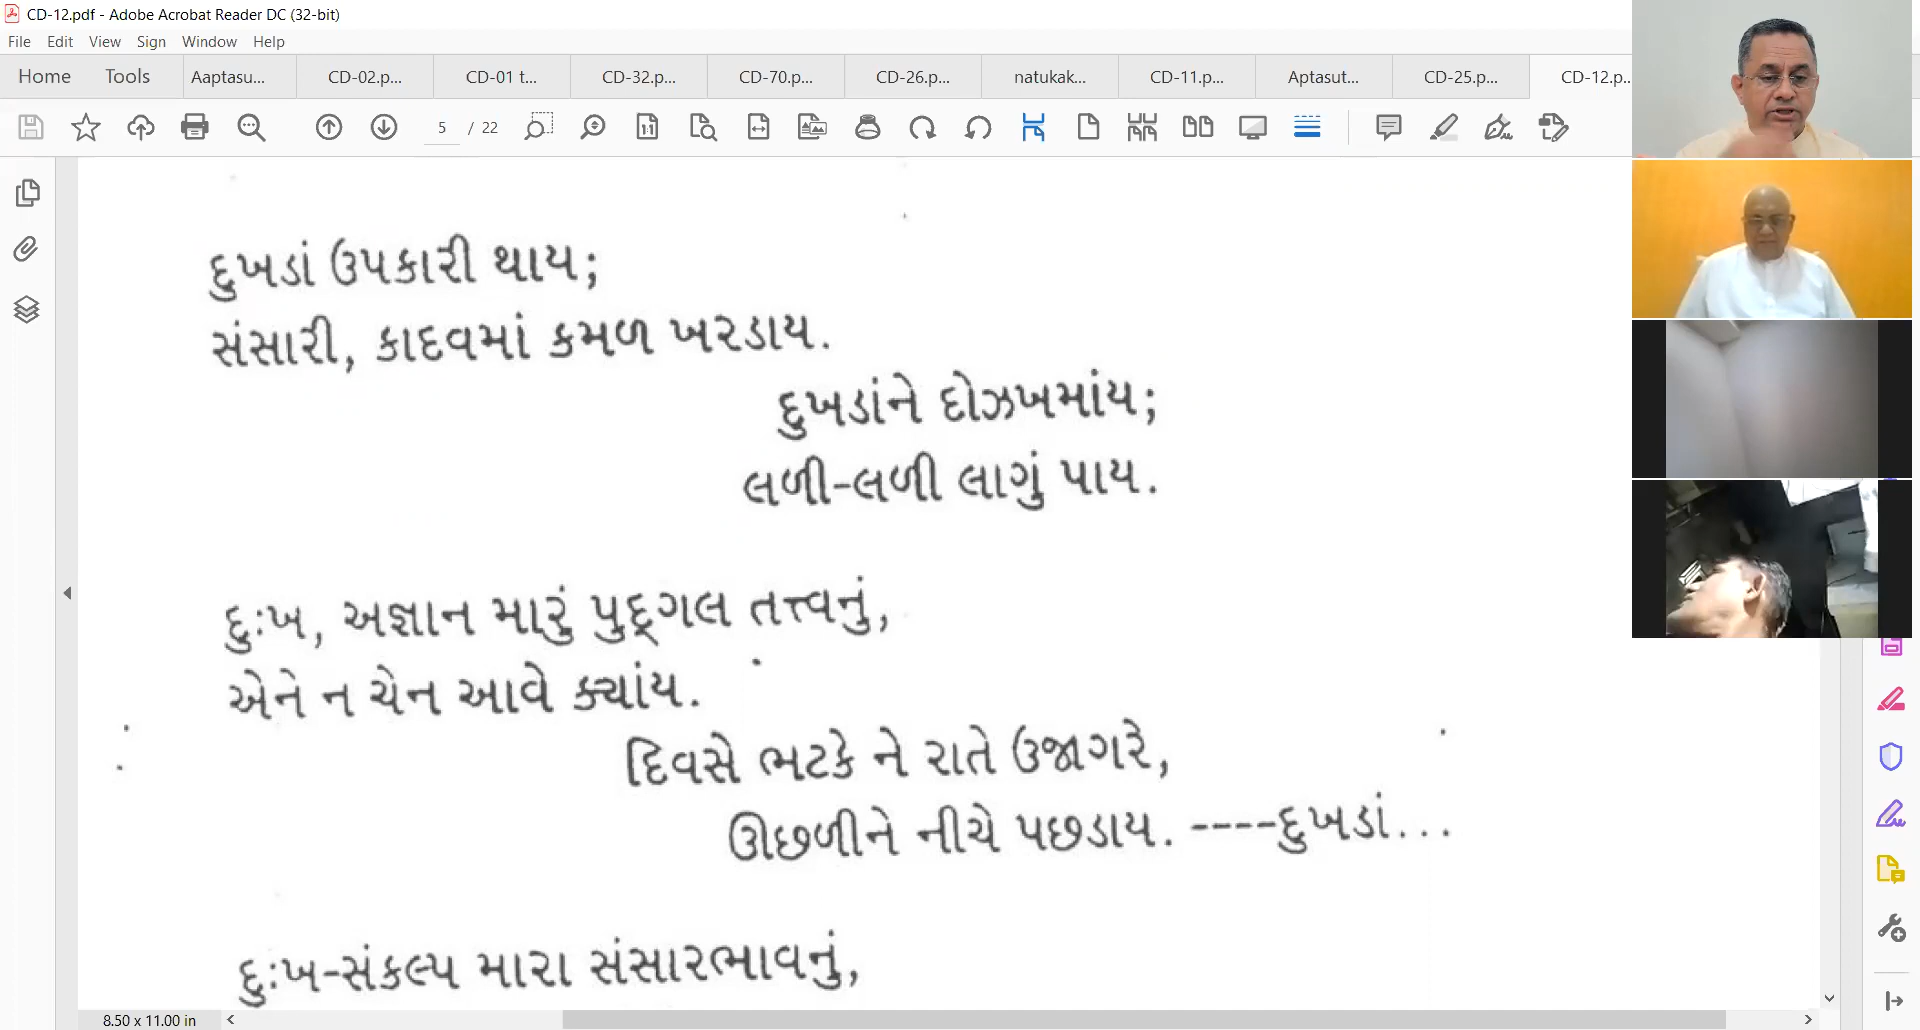 CD-12.pdf - Adobe Acrobat Reader DC (32-bit)
File Edit View Sign Window Help
Home Tools Aaptasu... CD-02.p... CD-01 t... CD-32.p... CD-70.p... CD-26.p... natukak... CD-11.p... Aptasut... CD-25.p... CD-12.p..
5 / 22
દુખડાં ઉપકારી થાય;
સંસારી, કાદવમાં કમળ ખરડાય.
દુખડાંને દોઝખમાંય;
લળી-લળી લાગું પાય.
દુઃખ, અજ્ઞાન મારું પુદ્ગલ તત્ત્વનું,
એને ન ચેન આવે ક્યાંય.
દિવસે ભટકે ને રાતે ઉજાગરે,
ઊછળીને નીચે પછડાય. ----દુખડાં...
દુઃખ-સંકલ્પ મારા સંસારભાવનું,
8.50 x 11.00 in